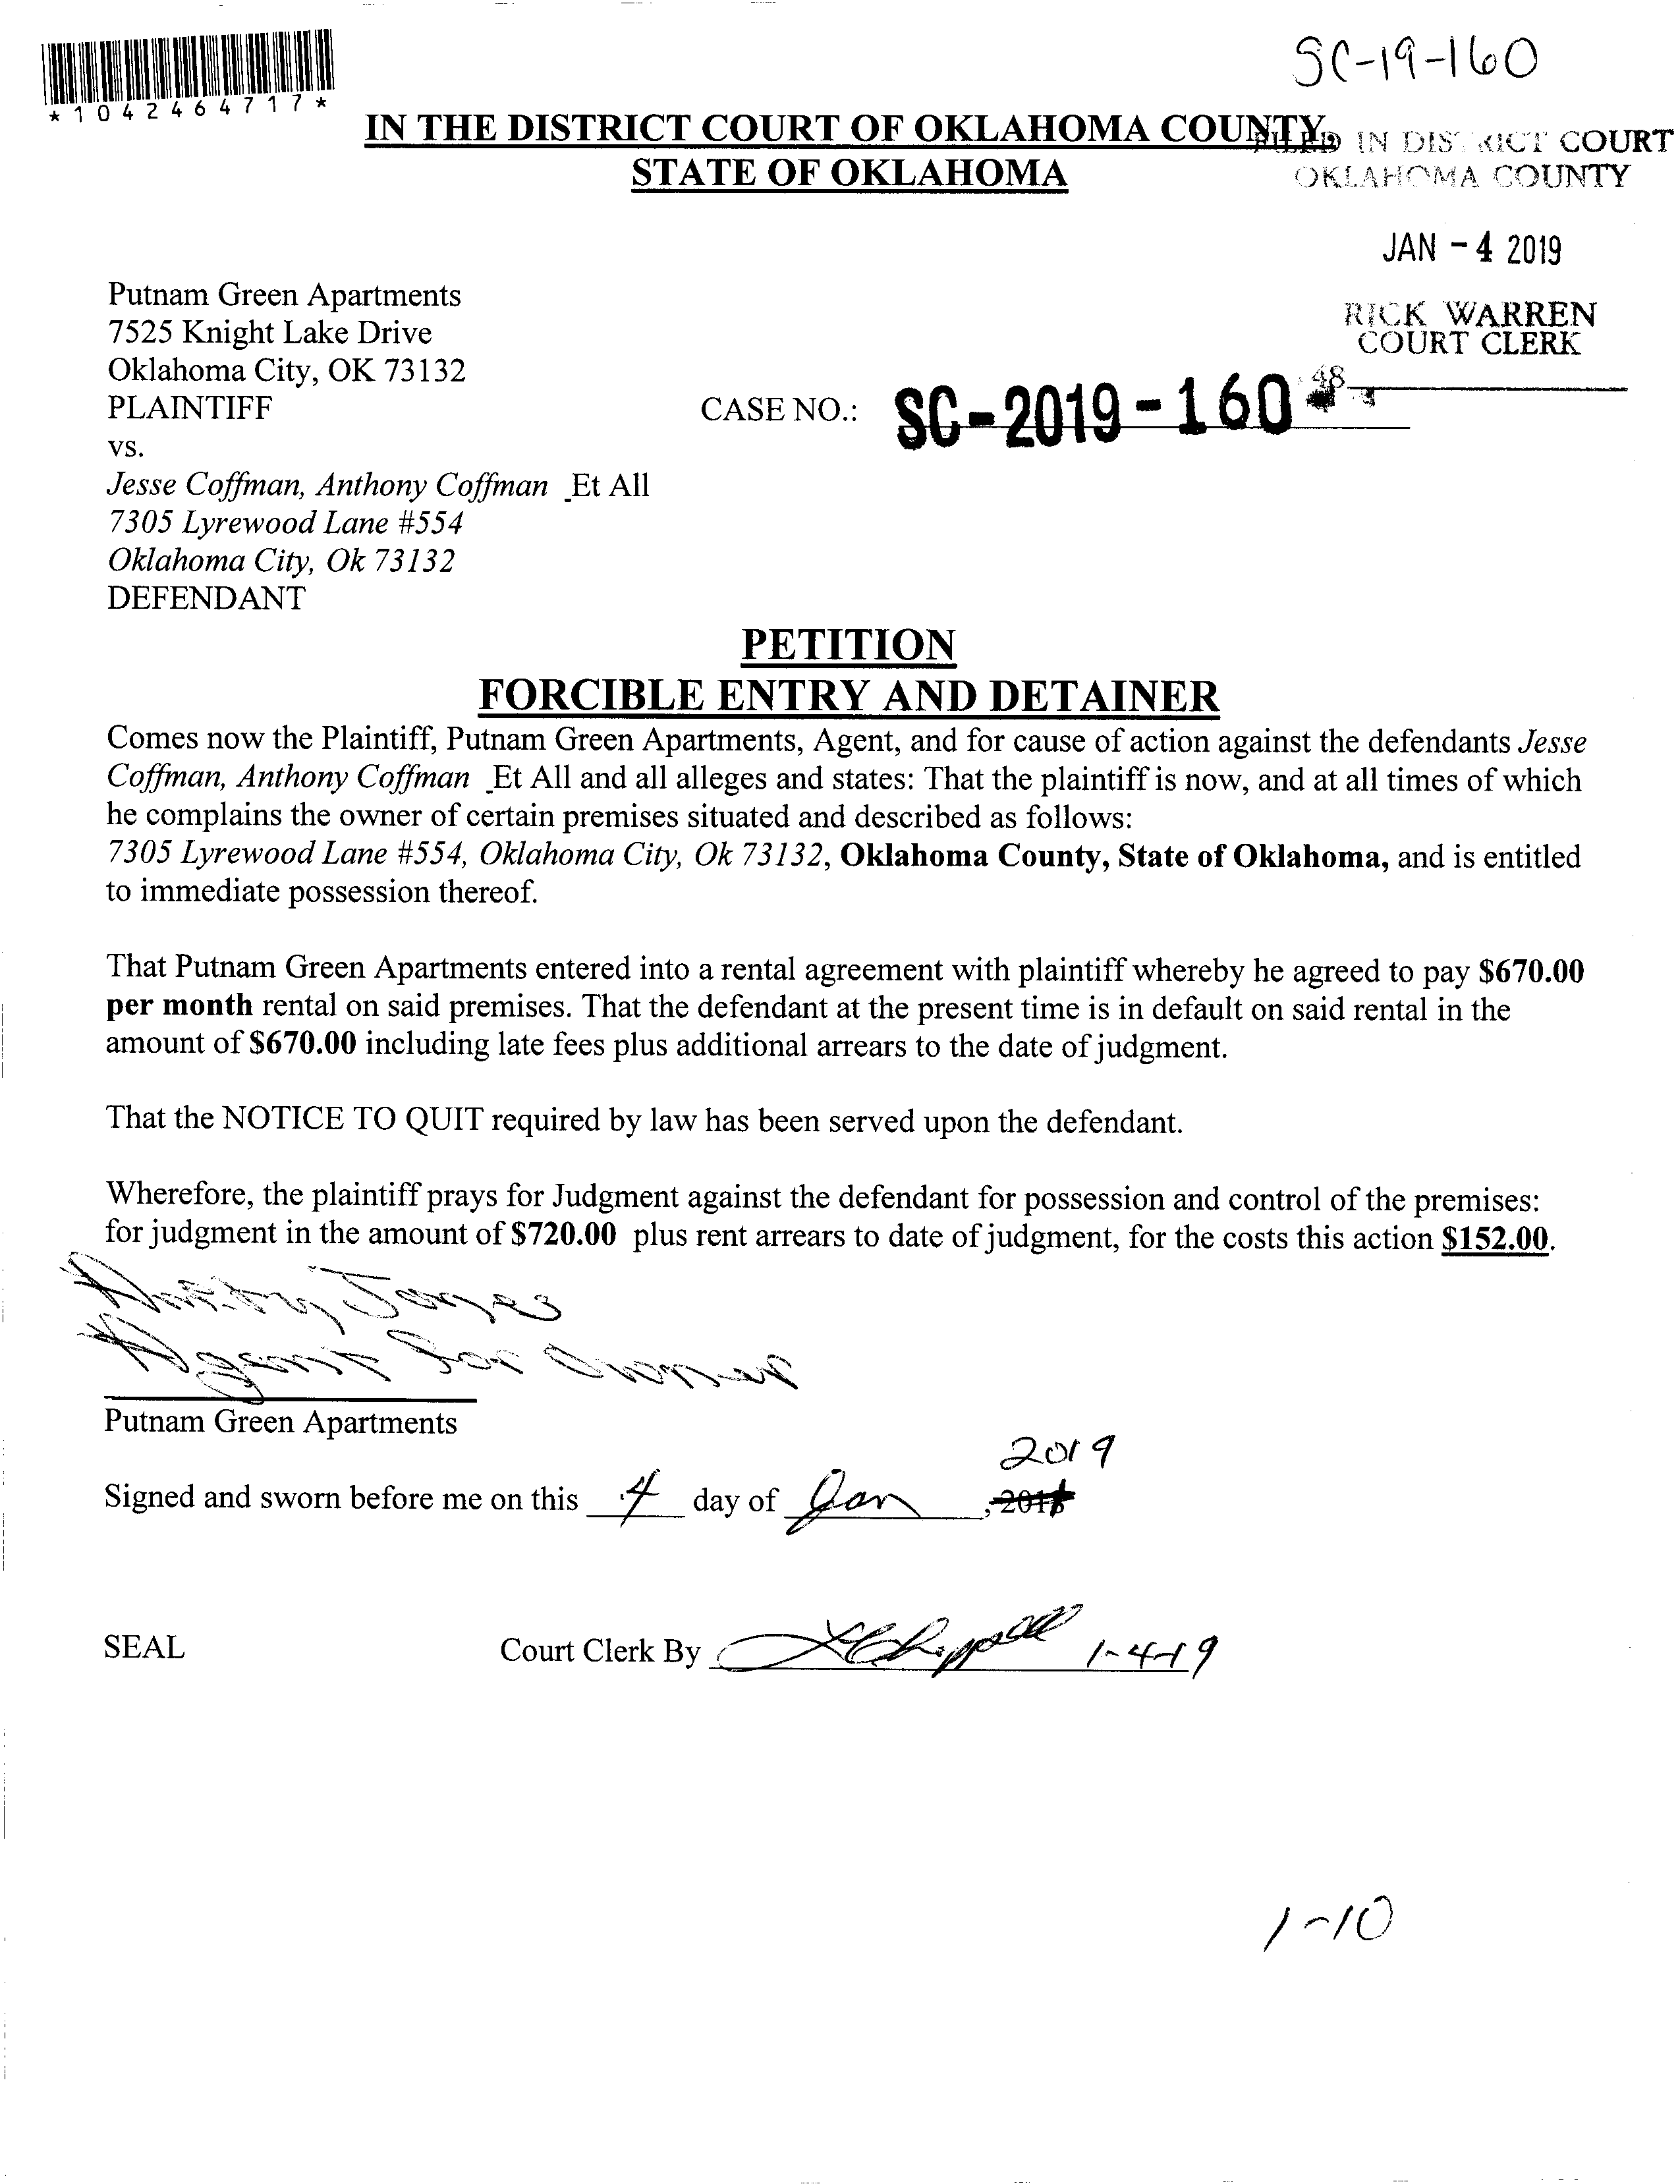 SC-19-160
*1042464717*
IN THE DISTRICT COURT OF OKLAHOMA COUNTY
STATE OF OKLAHOMA
FILED IN DISTRICT COURT
OKLAHOMA COUNTY
JAN - 4 2019
RICK WARREN
COURT CLERK
48
Putnam Green Apartments
7525 Knight Lake Drive
Oklahoma City, OK 73132
PLAINTIFF
CASE NO.: SC-2019-160
vs.
Jesse Coffman, Anthony Coffman _Et All
7305 Lyrewood Lane #554
Oklahoma City, Ok 73132
DEFENDANT
PETITION
FORCIBLE ENTRY AND DETAINER
Comes now the Plaintiff, Putnam Green Apartments, Agent, and for cause of action against the defendants Jesse
Coffman, Anthony Coffman _Et All and all alleges and states: That the plaintiff is now, and at all times of which
he complains the owner of certain premises situated and described as follows:
7305 Lyrewood Lane #554, Oklahoma City, Ok 73132, Oklahoma County, State of Oklahoma, and is entitled
to immediate possession thereof.
That Putnam Green Apartments entered into a rental agreement with plaintiff whereby he agreed to pay $670.00
per month rental on said premises. That the defendant at the present time is in default on said rental in the
amount of $670.00 including late fees plus additional arrears to the date of judgment.
That the NOTICE TO QUIT required by law has been served upon the defendant.
Wherefore, the plaintiff prays for Judgment against the defendant for possession and control of the premises:
for judgment in the amount of $720.00 plus rent arrears to date of judgment, for the costs this action $152.00.
Agent for owner
Putnam Green Apartments
2019
Signed and sworn before me on this 4 day of Jan
SEAL
Court Clerk By 1-4-19
1-10